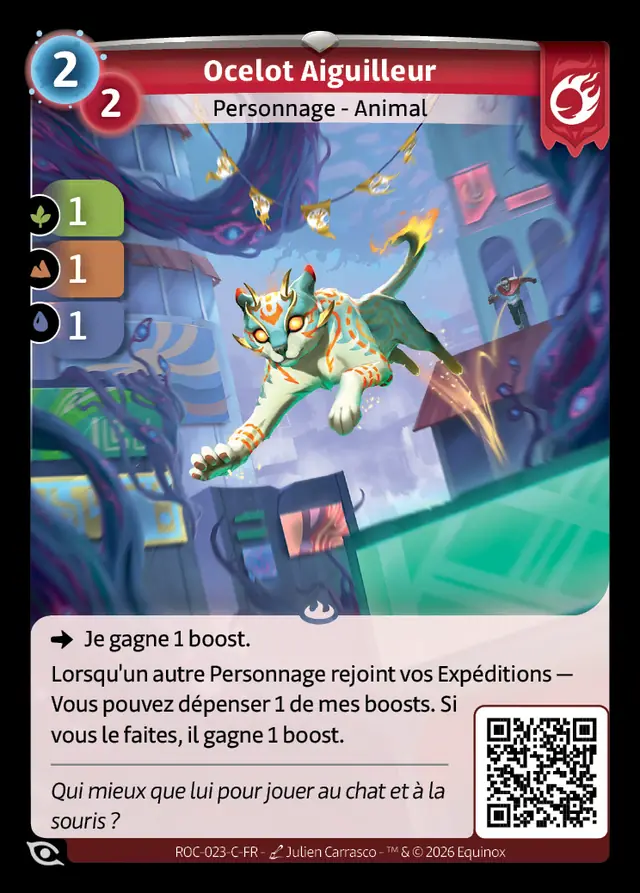 2
Ocelot Aiguilleur
2
Personnage - Animal
1
1
1
Je gagne 1 boost.
Lorsqu'un autre Personnage rejoint vos Expéditions —
Vous pouvez dépenser 1 de mes boosts. Si
vous le faites, il gagne 1 boost.
Qui mieux que lui pour jouer au chat et à la
souris ?
ROC-023-C-FR - Julien Carrasco - ™ & © 2026 Equinox